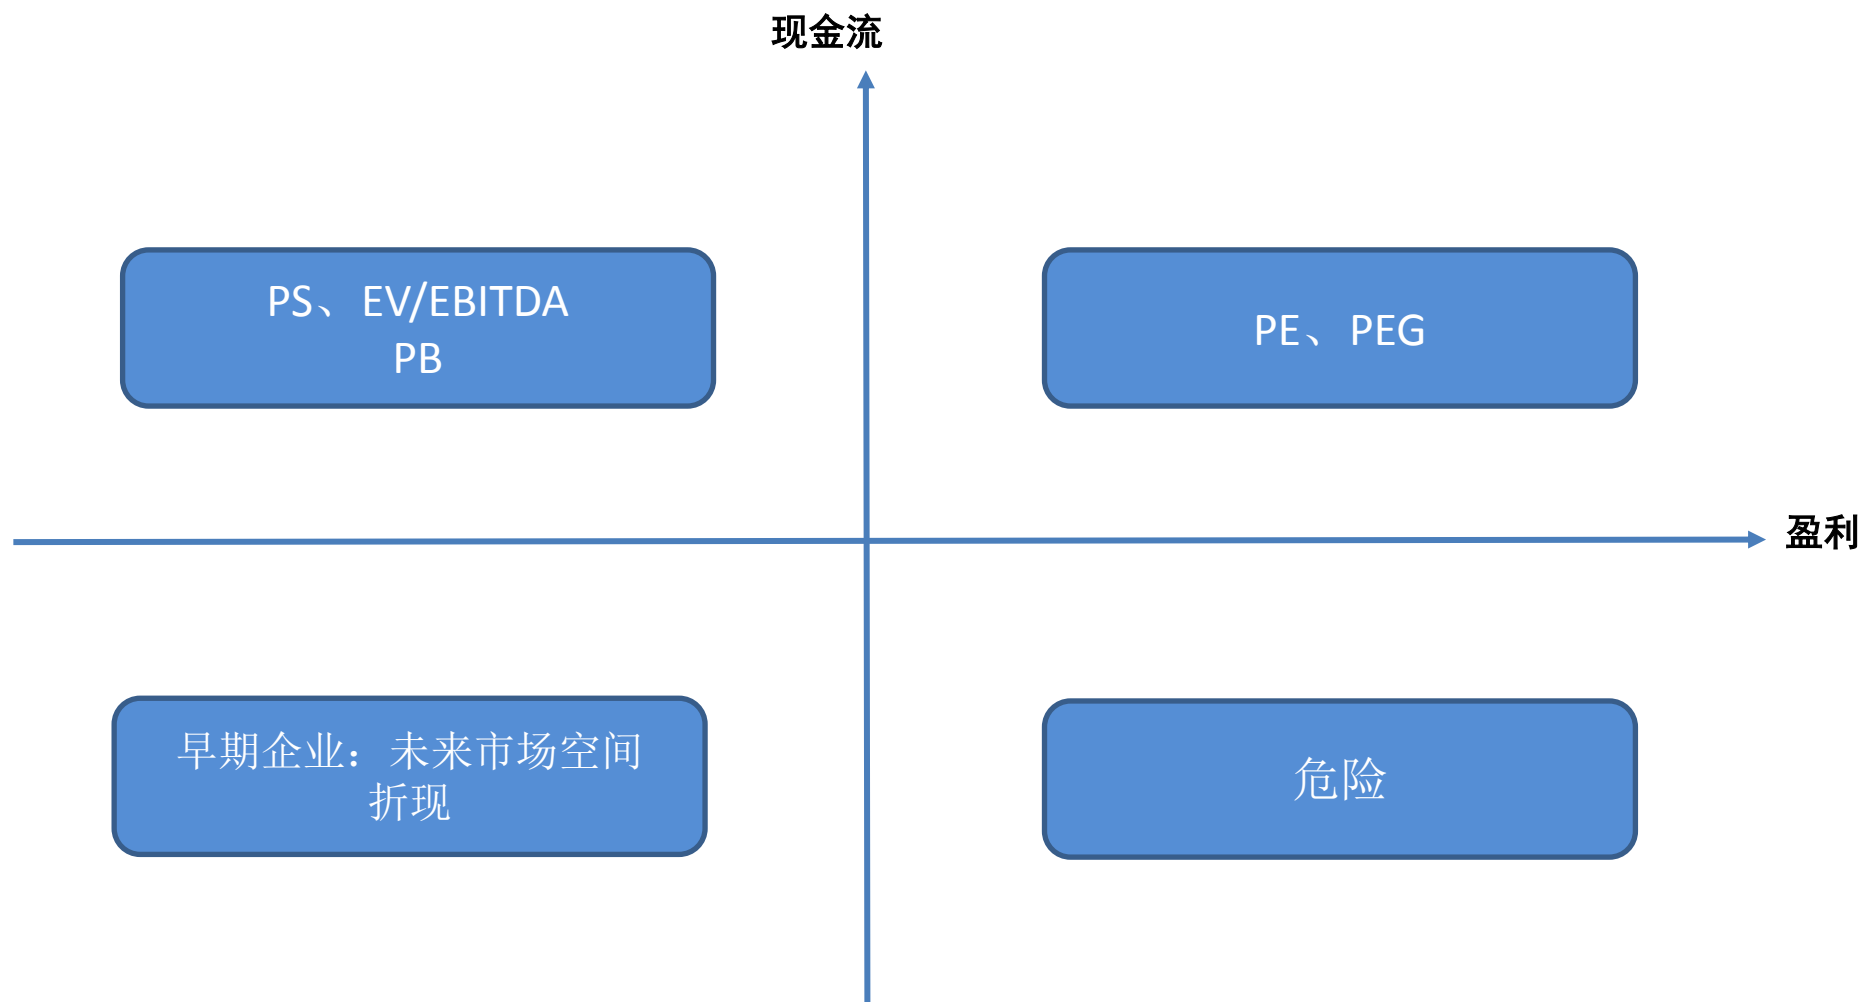 现金流
PS、EV/EBITDA
PB
PE、PEG
盈利
早期企业：未来市场空间
折现
危险